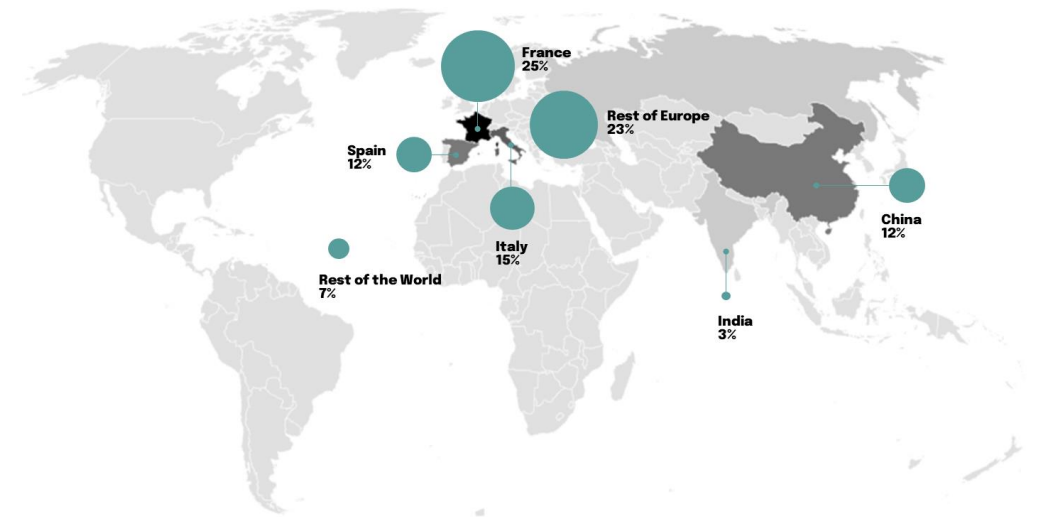 France
25%
Rest of Europe
23%
Spain
12%
China
12%
Italy
15%
Rest of the World
7%
India
3%